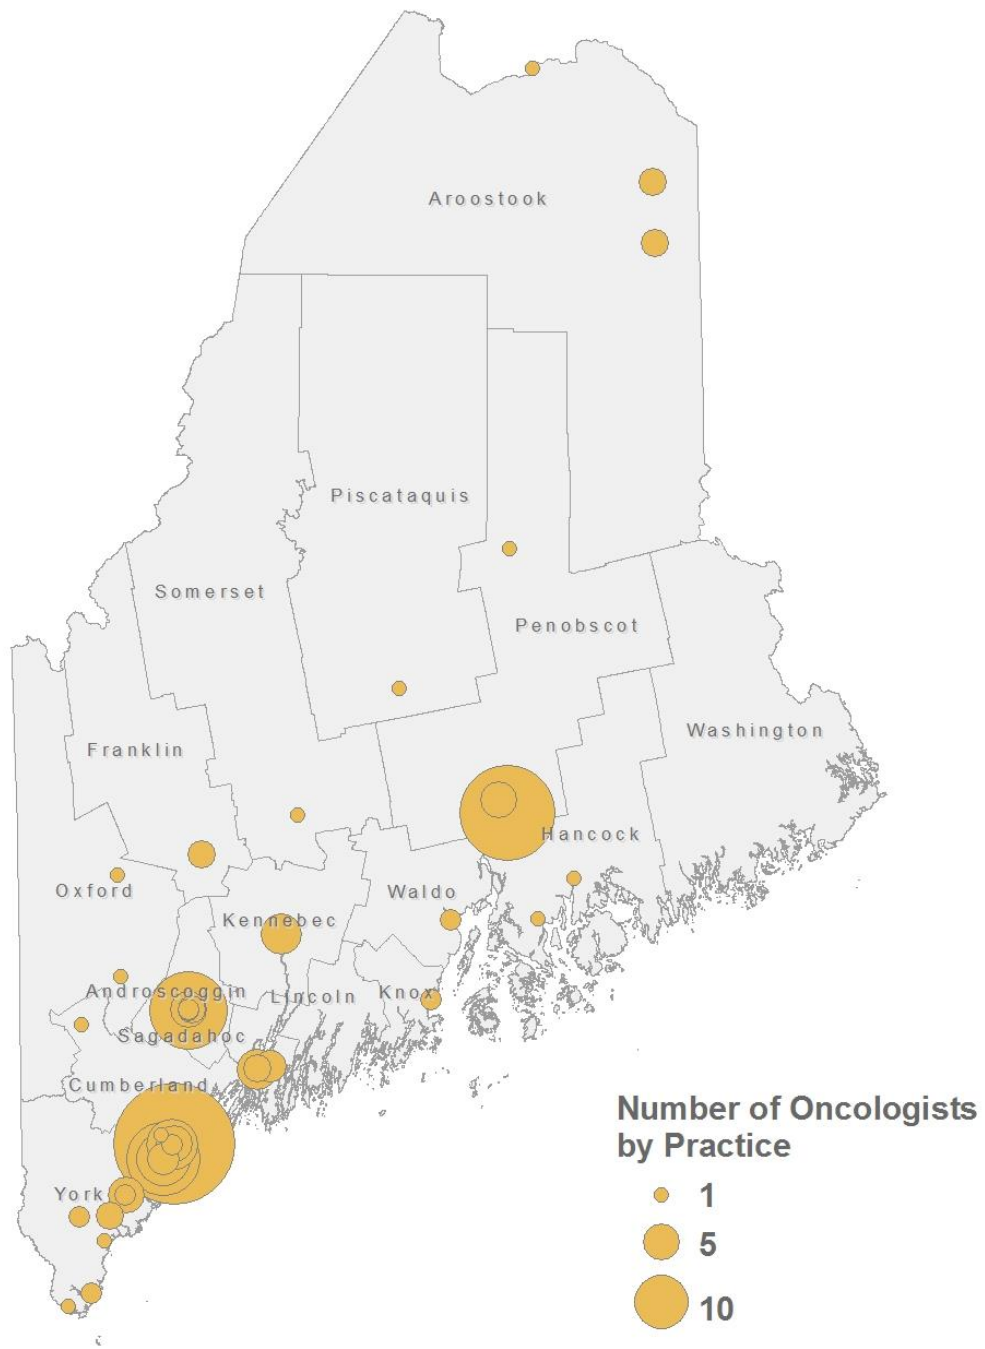 Aroostook
Piscataquis
Somerset
Penobscot
Washington
Franklin
Hancock
Oxford
Waldo
Kennebec
Androscoggin
Lincoln
Knox
Sagadahoc
Cumberland
York
Number of Oncologists
by Practice
1
5
10